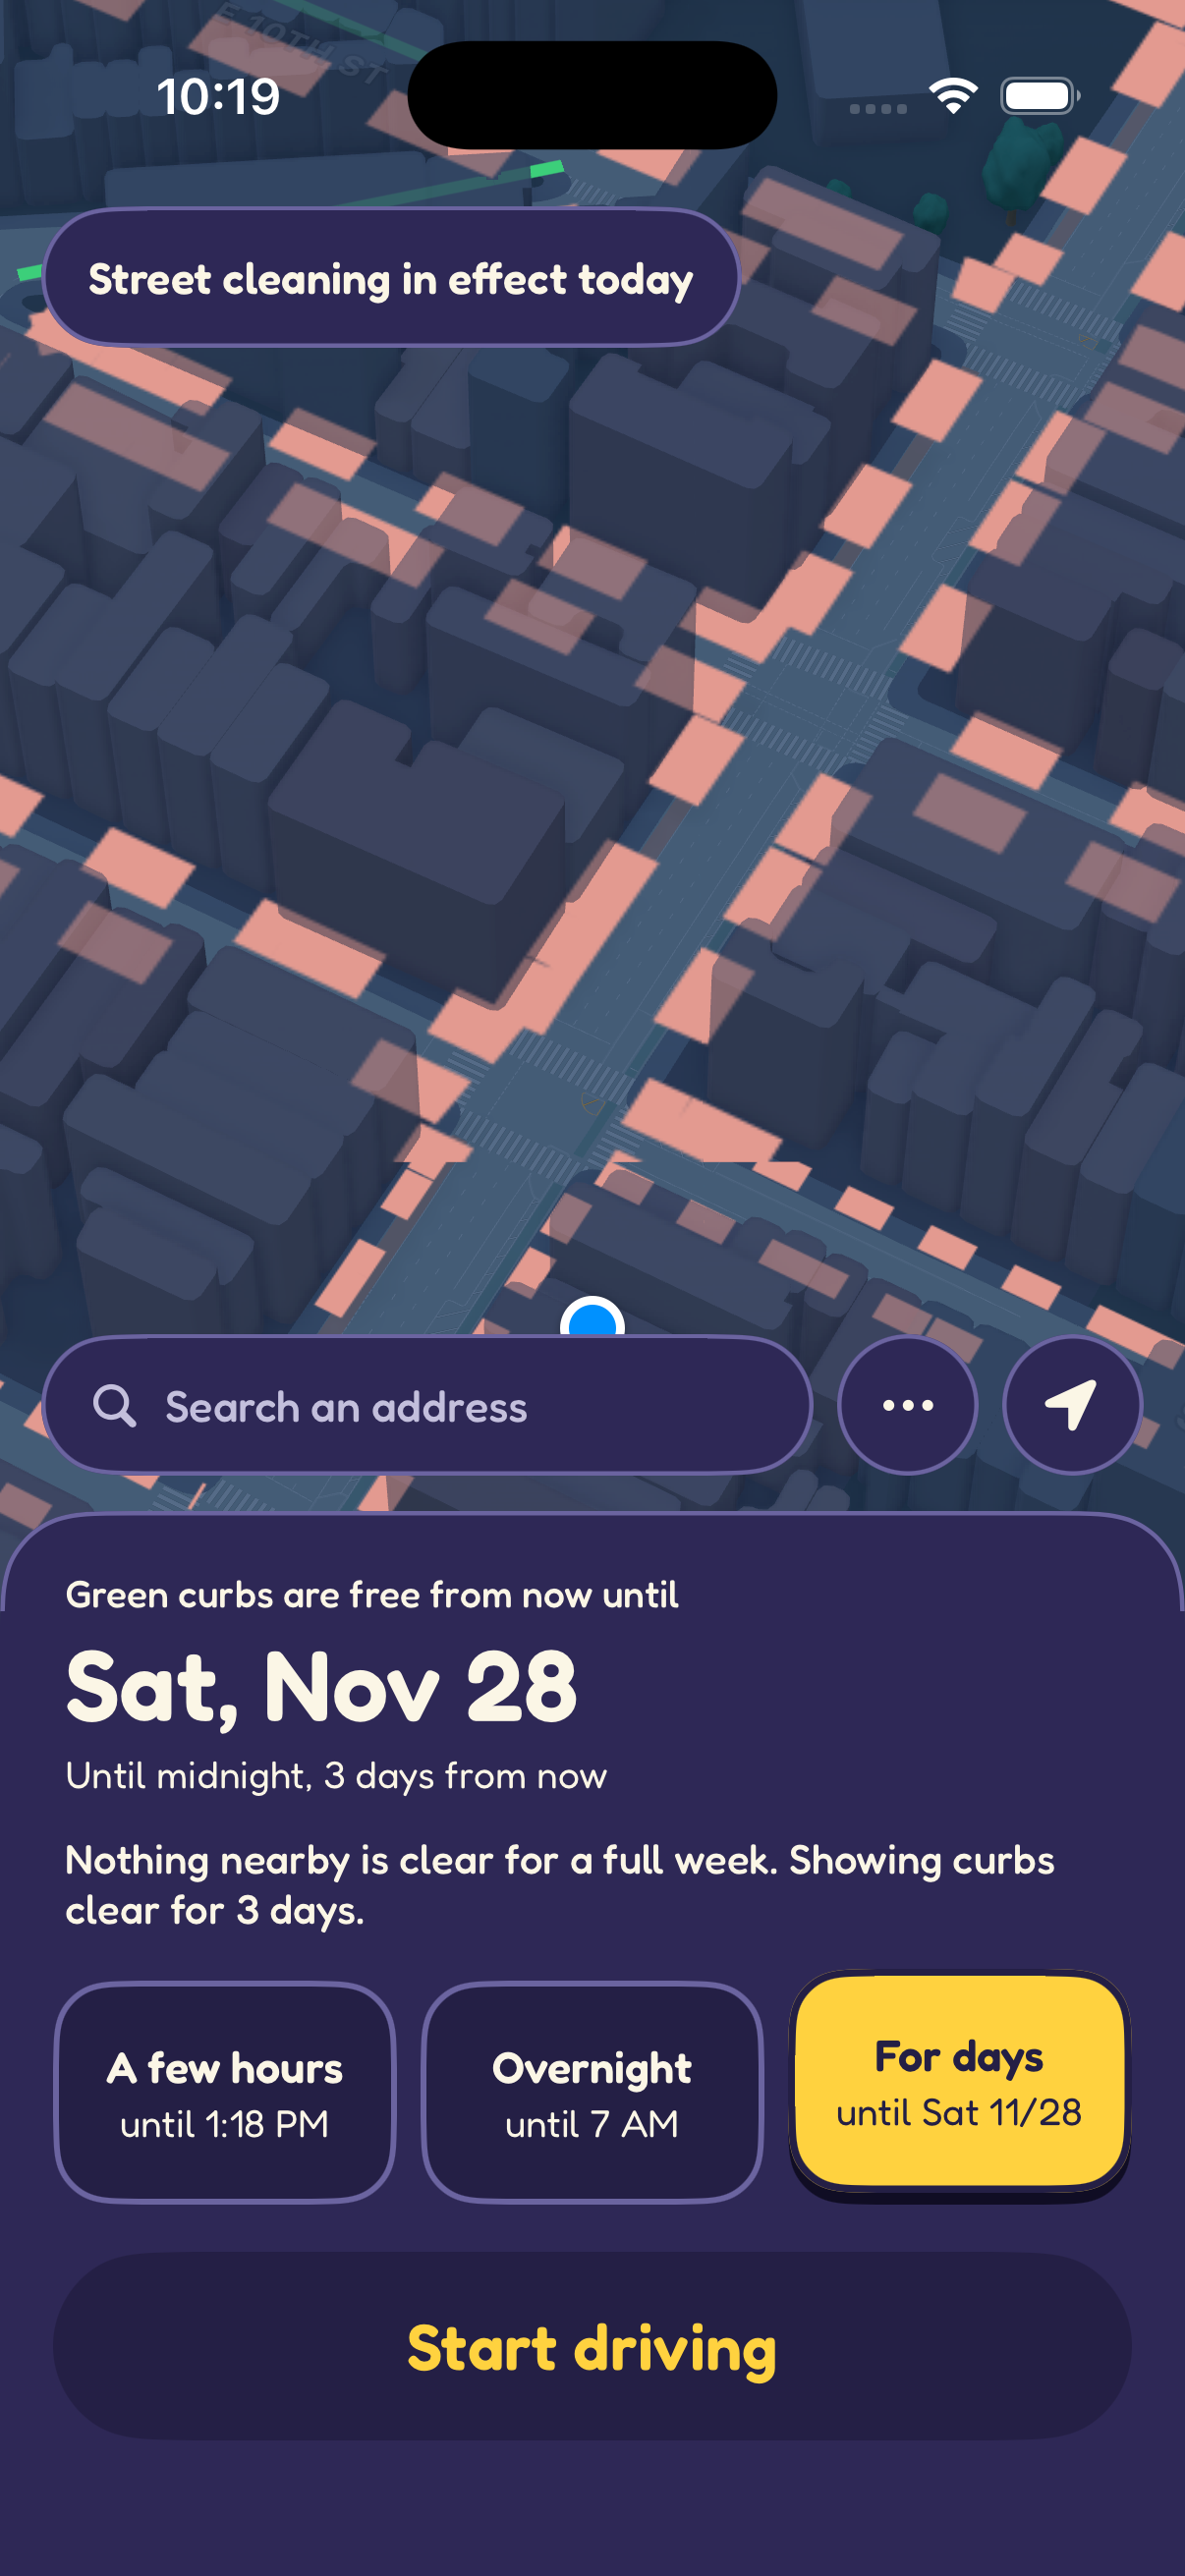 E 10TH ST
10:19
Street cleaning in effect today
Search an address
Green curbs are free from now until
Sat, Nov 28
Until midnight, 3 days from now
Nothing nearby is clear for a full week. Showing curbs
clear for 3 days.
A few hours
until 1:18 PM
Overnight
until 7 AM
For days
until Sat 11/28
Start driving